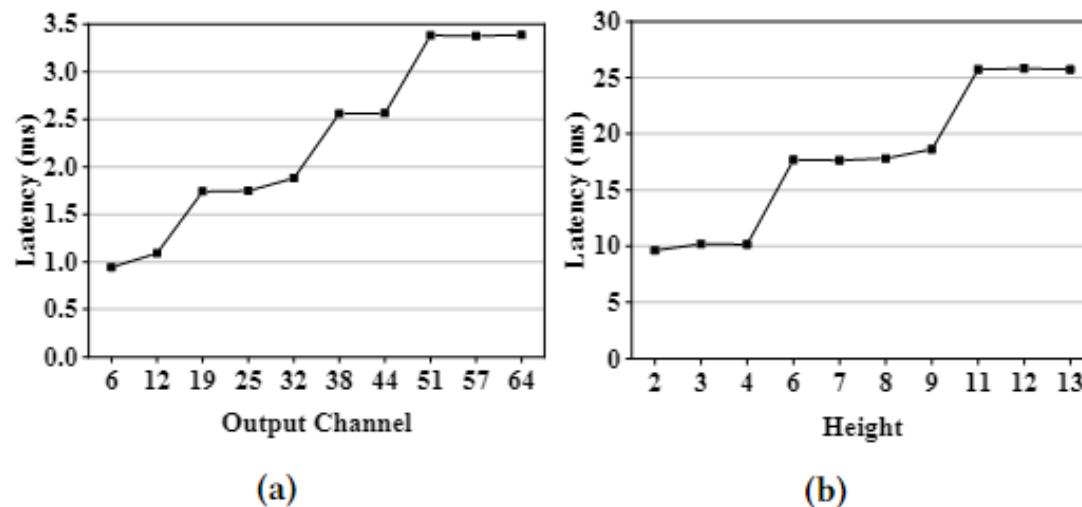 3.5
3.0
2.5
2.0
1.5
1.0
0.5
0.0
Latency (ms)
6 12 19 25 32 38 44 51 57 64
Output Channel
(a)
30
25
20
15
10
5
0
Latency (ms)
2 3 4 6 7 8 9 11 12 13
Height
(b)